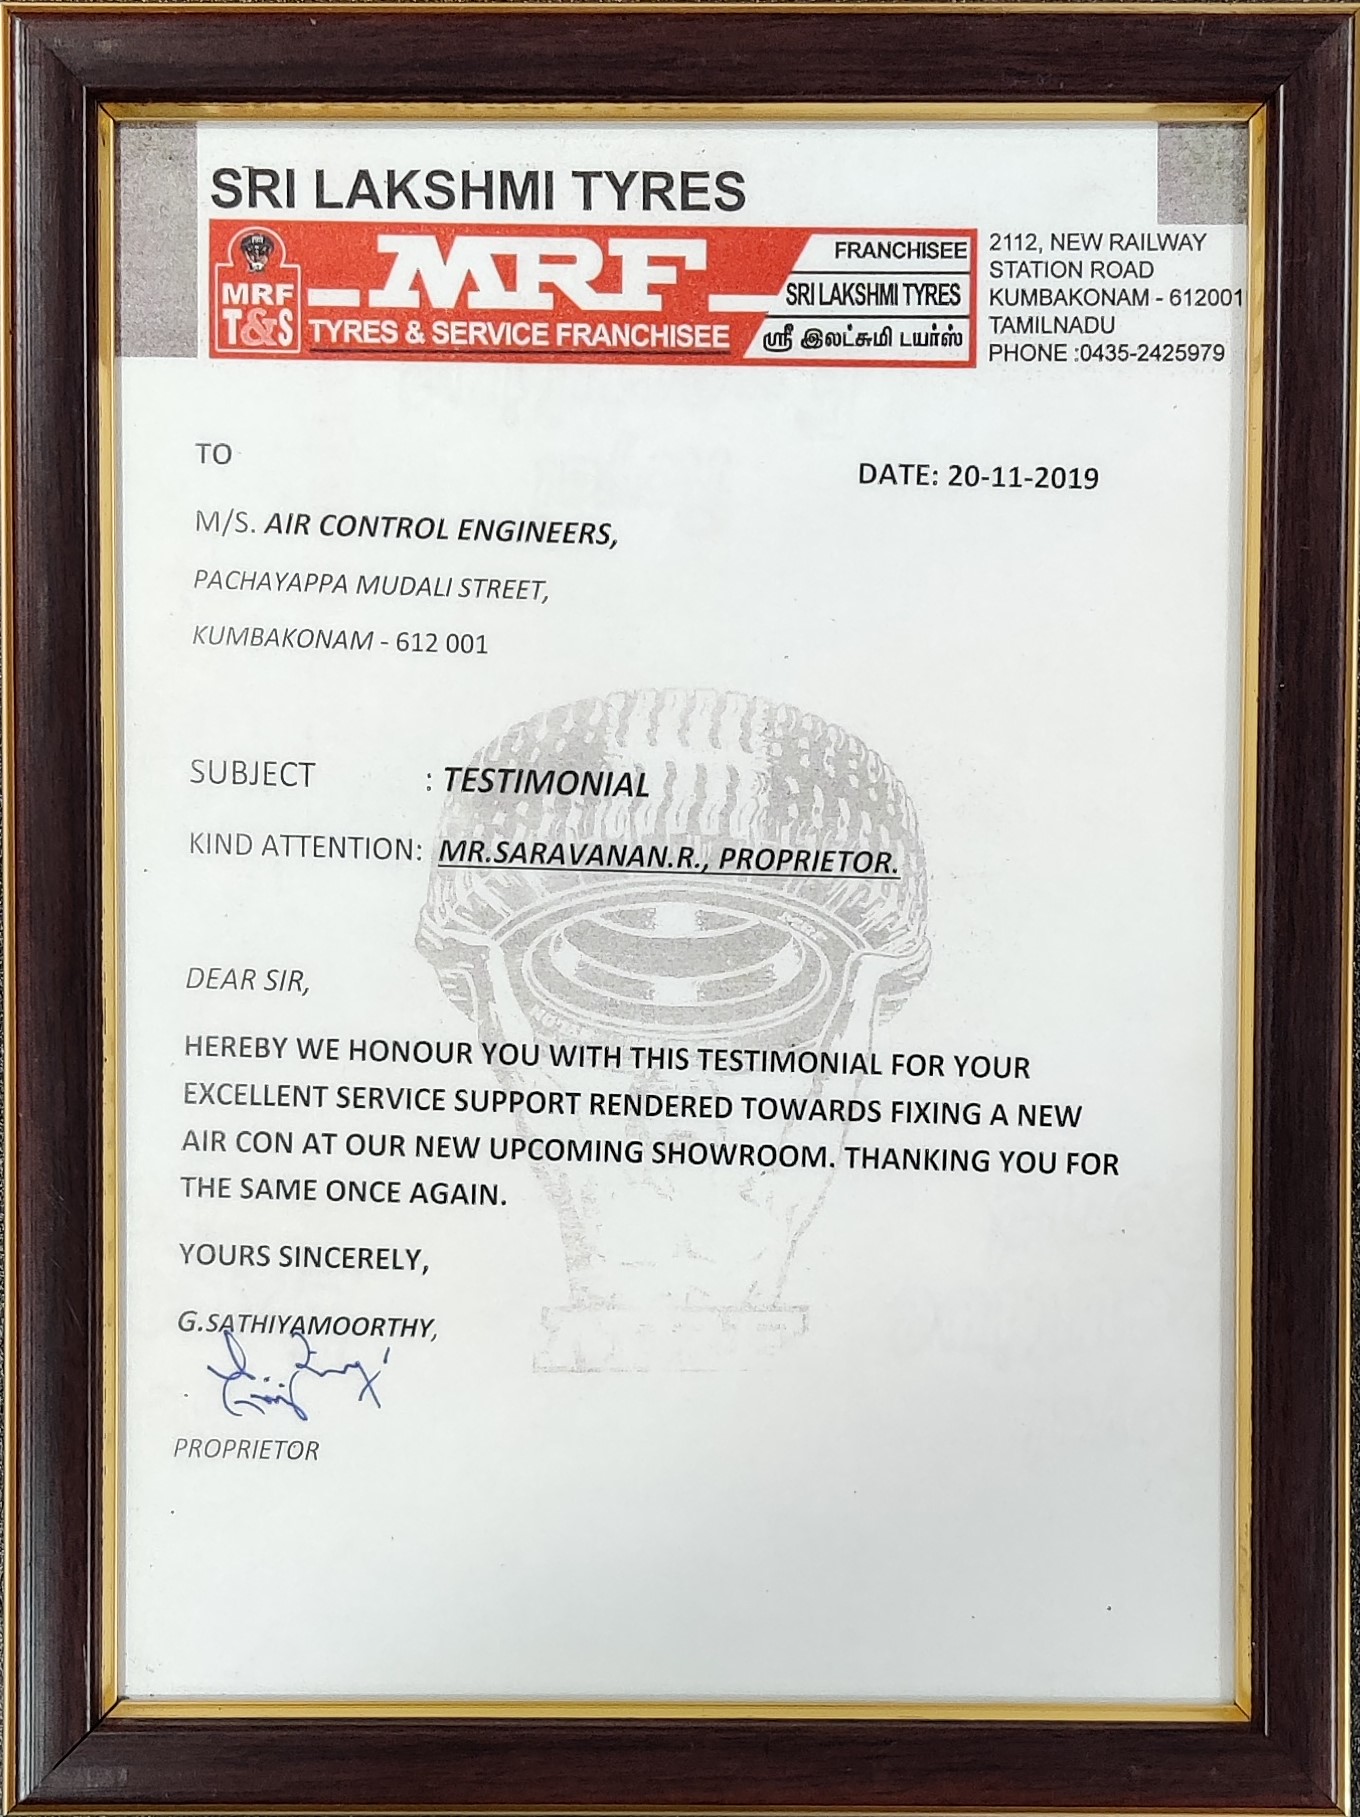 SRI LAKSHMI TYRES
MRF
T&S
MRF
TYRES & SERVICE FRANCHISEE
FRANCHISEE
SRI LAKSHMI TYRES
ஸ்ரீ இலட்சுமி டயர்ஸ்
2112, NEW RAILWAY
STATION ROAD
KUMBAKONAM - 612001
TAMILNADU
PHONE :0435-2425979
TO
DATE: 20-11-2019
M/S. AIR CONTROL ENGINEERS,
PACHAYAPPA MUDALI STREET,
KUMBAKONAM - 612 001
SUBJECT : TESTIMONIAL
KIND ATTENTION: MR.SARAVANAN.R., PROPRIETOR.
DEAR SIR,
HEREBY WE HONOUR YOU WITH THIS TESTIMONIAL FOR YOUR
EXCELLENT SERVICE SUPPORT RENDERED TOWARDS FIXING A NEW
AIR CON AT OUR NEW UPCOMING SHOWROOM. THANKING YOU FOR
THE SAME ONCE AGAIN.
YOURS SINCERELY,
G.SATHIYAMOORTHY,
PROPRIETOR